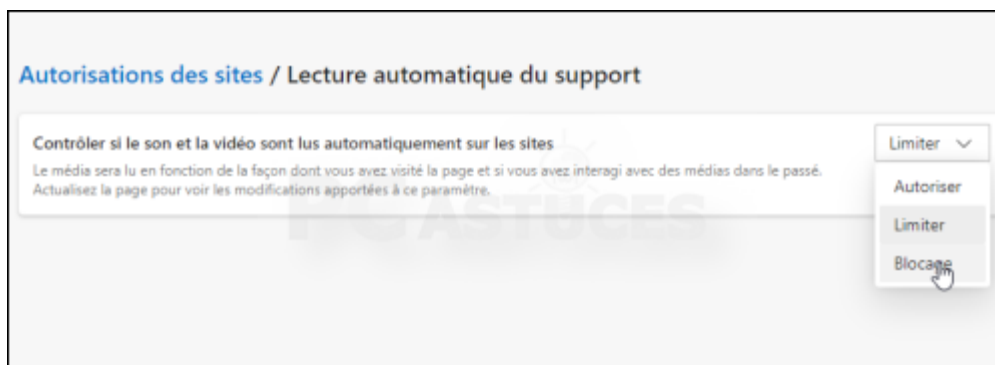 Autorisations des sites / Lecture automatique du support
Contrôler si le son et la vidéo sont lus automatiquement sur les sites
Limiter
Le média sera lu en fonction de la façon dont vous avez visité la page et si vous avez interagi avec des médias dans le passé.
Actualisez la page pour voir les modifications apportées à ce paramètre.
Autoriser
Limiter
Blocage
PC ASTUCES